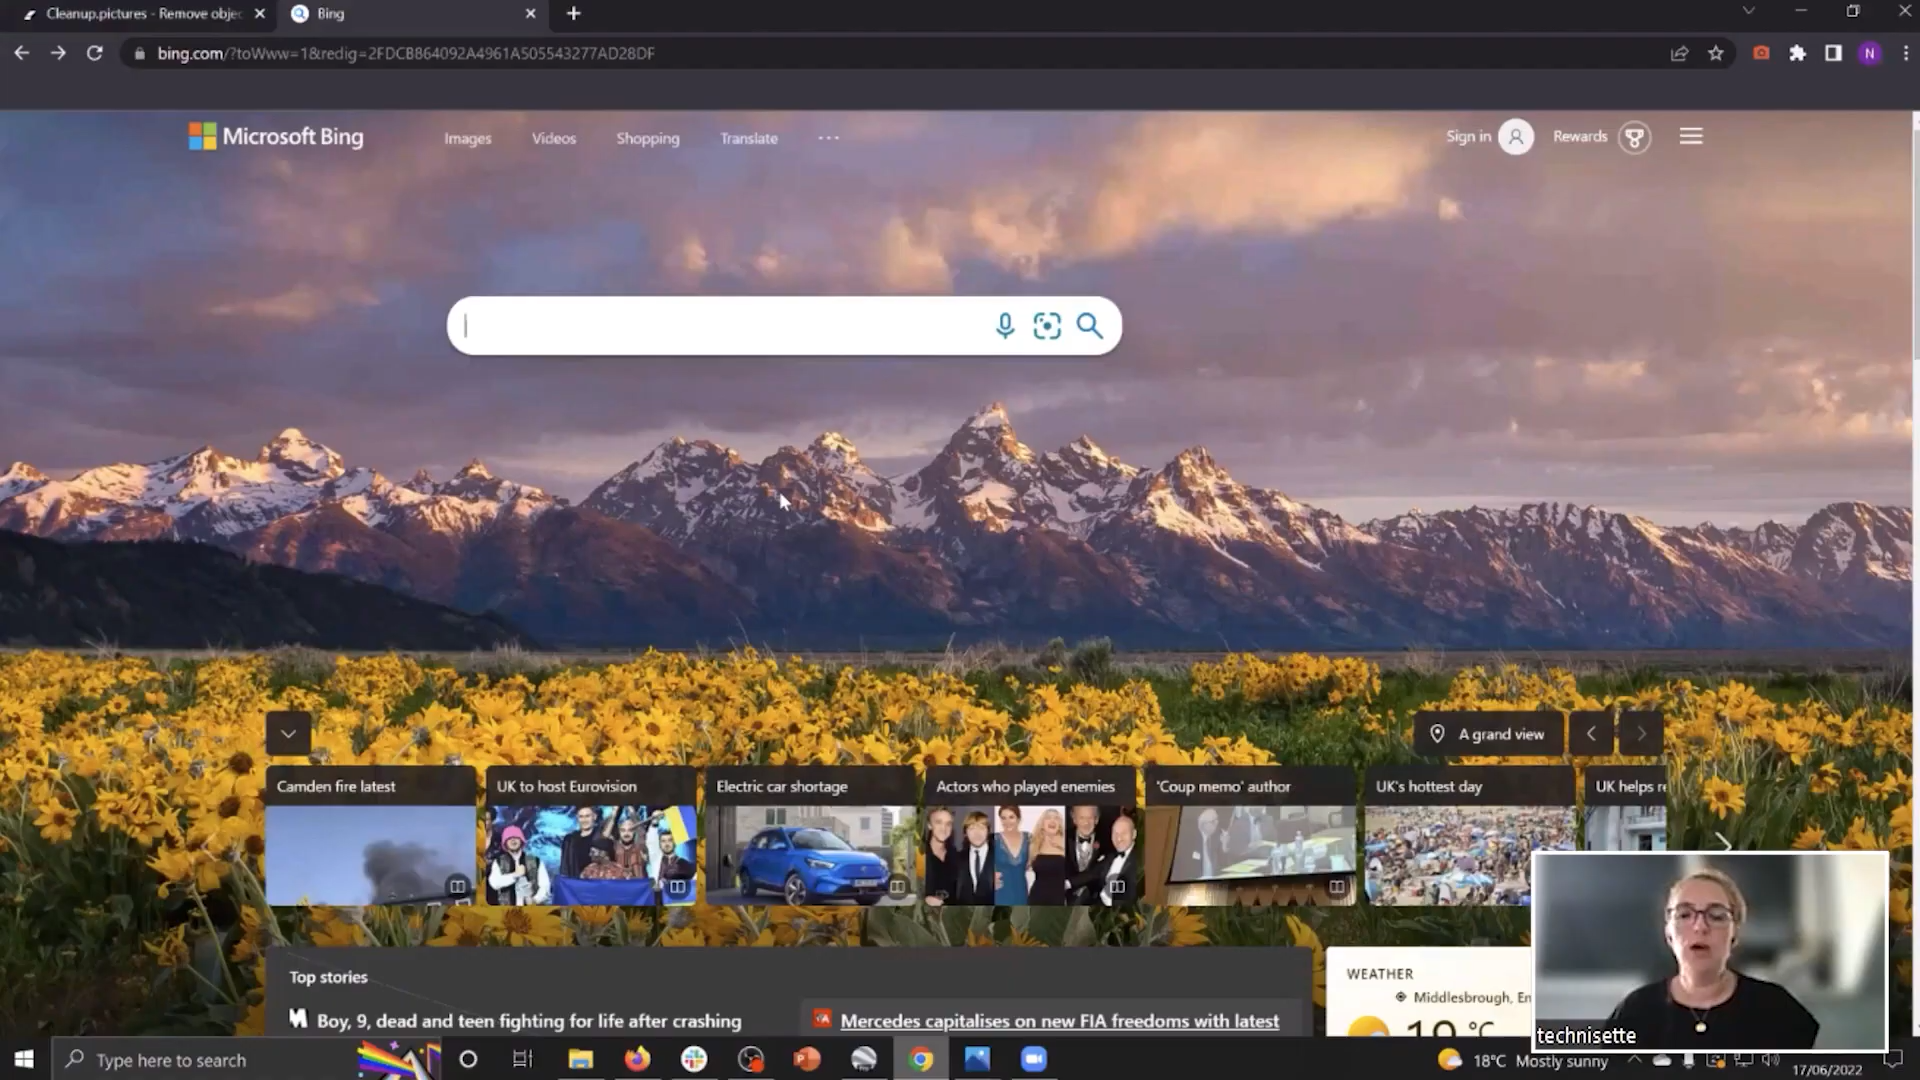 Cleanup.pictures - Remove objec
Bing
bing.com/?toWww=1&redig=2FDCB864092A4961A505543277AD28DF
N
Microsoft Bing
Images
Videos
Shopping
Translate
Sign in
Rewards
A grand view
Camden fire latest
UK to host Eurovision
Electric car shortage
Actors who played enemies
'Coup memo' author
UK's hottest day
UK helps re
Top stories
Boy, 9, dead and teen fighting for life after crashing
Mercedes capitalises on new FIA freedoms with latest
WEATHER
Middlesbrough, En
°C
technisette
Type here to search
18°C Mostly sunny
17/06/2022